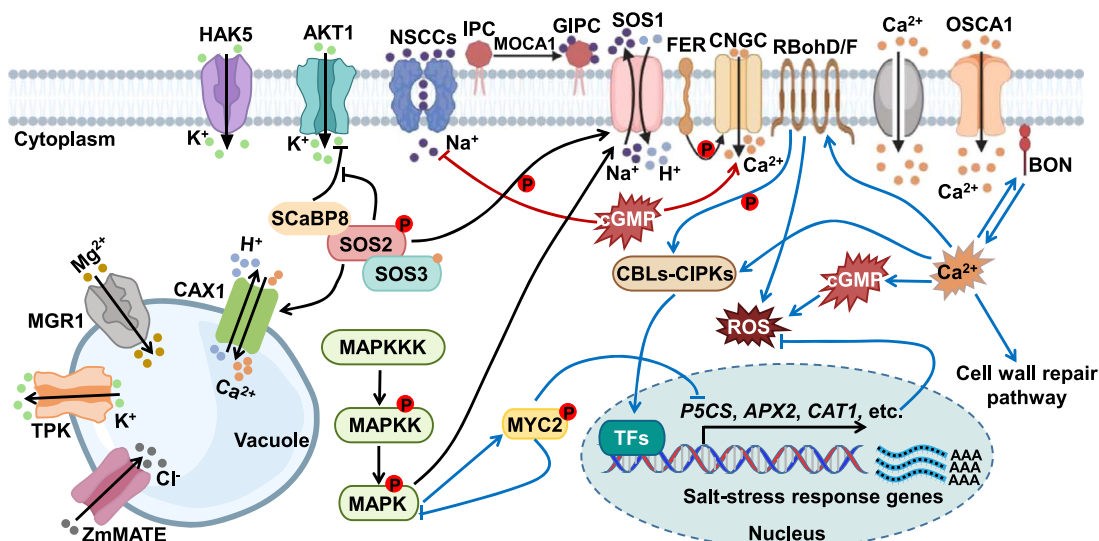 HAK5
AKT1
NSCCs
IPC
MOCA1
GIPC
SOS1
FER
CNGC
RBohD/F
Ca²⁺
OSCA1
Cytoplasm
K⁺
K⁺
Na⁺
Na⁺
H⁺
P
Ca²⁺
Ca²⁺
BON
P
P
SCaBP8
P
SOS2
SOS3
cGMP
CBLs-CIPKs
cGMP
Ca²⁺
Mg²⁺
H⁺
CAX1
MGR1
Ca²⁺
ROS
MAPKKK
Cell wall repair
pathway
TPK
K⁺
Vacuole
P
MAPKK
MYC2
P
P5CS, APX2, CAT1, etc.
TFs
AAA
AAA
AAA
Cl⁻
P
MAPK
Salt-stress response genes
ZmMATE
Nucleus